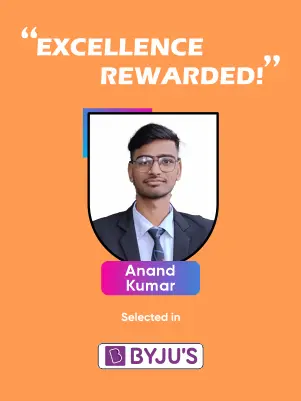 “EXCELLENCE
REWARDED!”
Anand
Kumar
Selected in
B BYJU'S